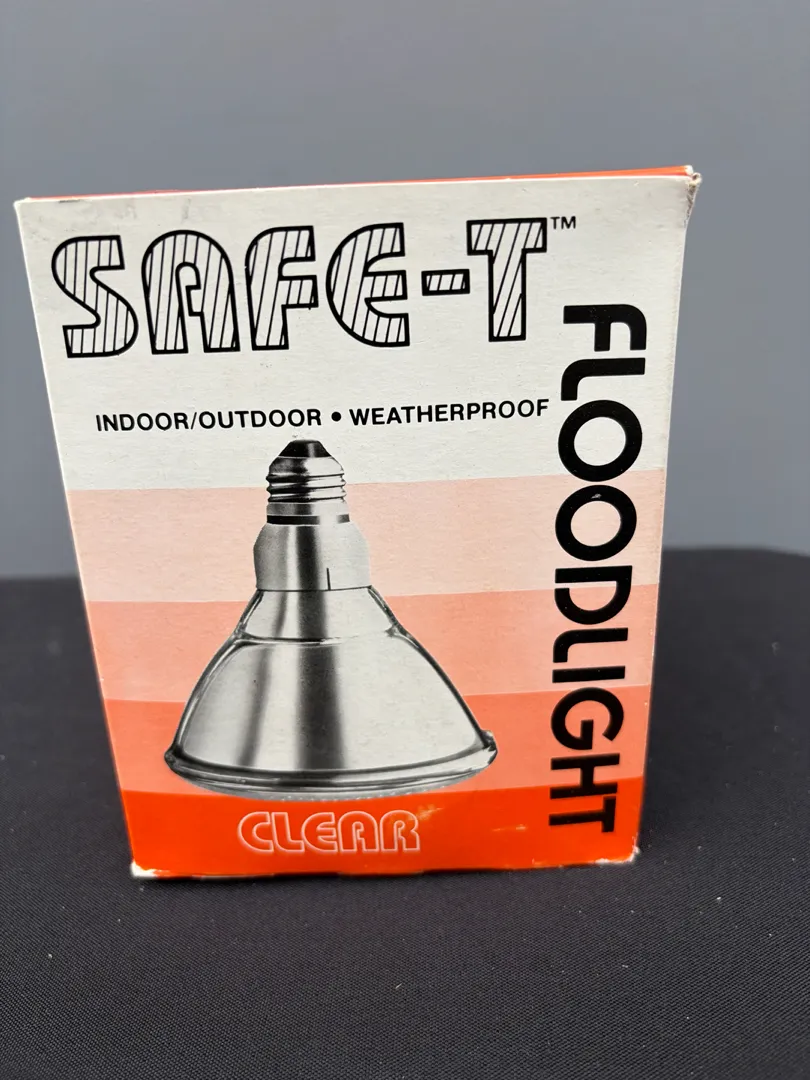 SAFE-T™
FLOODLIGHT
INDOOR/OUTDOOR • WEATHERPROOF
CLEAR